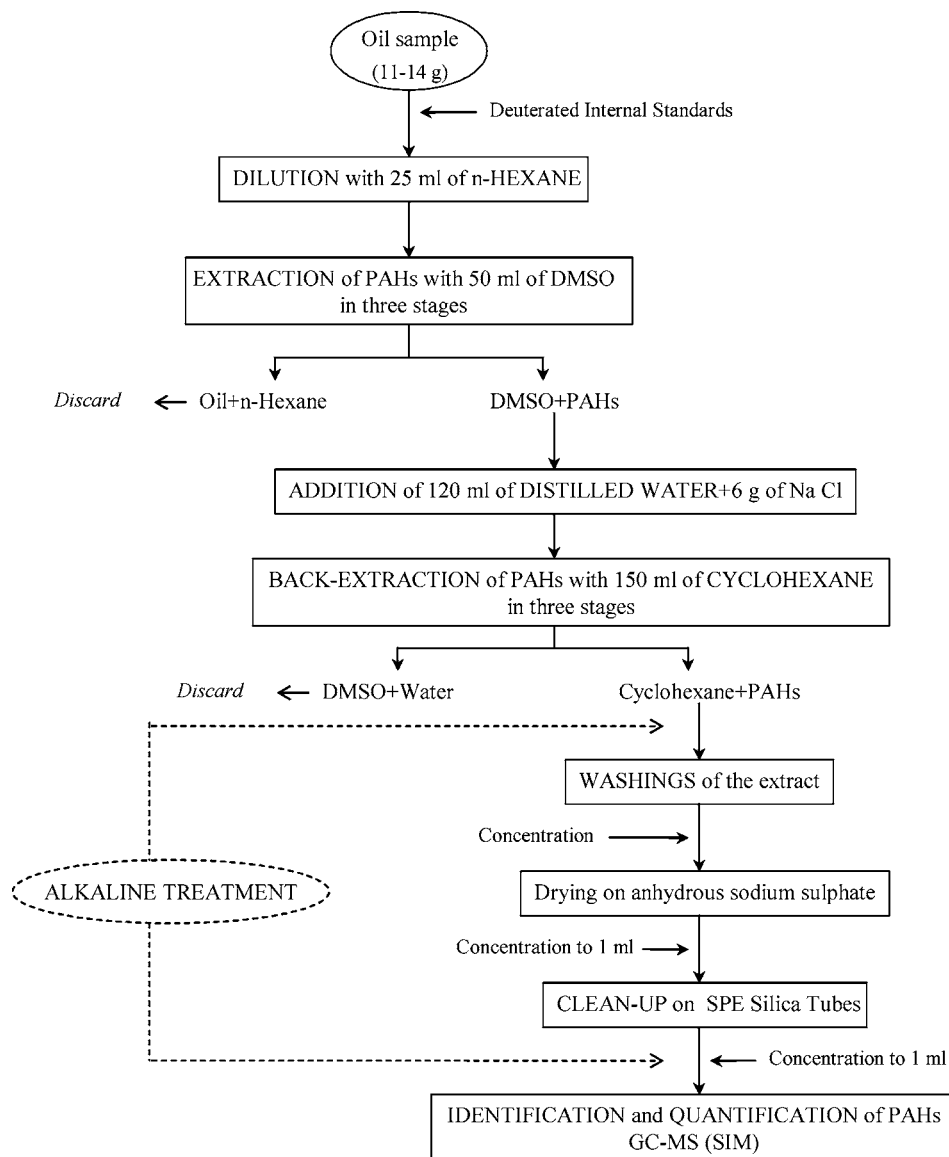 Oil sample
(11-14 g)
Deuterated Internal Standards
DILUTION with 25 ml of n-HEXANE
EXTRACTION of PAHs with 50 ml of DMSO
in three stages
Discard
Oil+n-Hexane
DMSO+PAHs
ADDITION of 120 ml of DISTILLED WATER+6 g of Na Cl
BACK-EXTRACTION of PAHs with 150 ml of CYCLOHEXANE
in three stages
Discard
DMSO+Water
Cyclohexane+PAHs
WASHINGS of the extract
Concentration
ALKALINE TREATMENT
Drying on anhydrous sodium sulphate
Concentration to 1 ml
CLEAN-UP on SPE Silica Tubes
Concentration to 1 ml
IDENTIFICATION and QUANTIFICATION of PAHs
GC-MS (SIM)